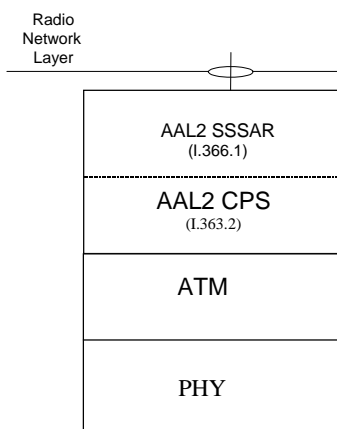 Radio
Network
Layer
AAL2 SSSAR
(I.366.1)
AAL2 CPS
(I.363.2)
ATM
PHY